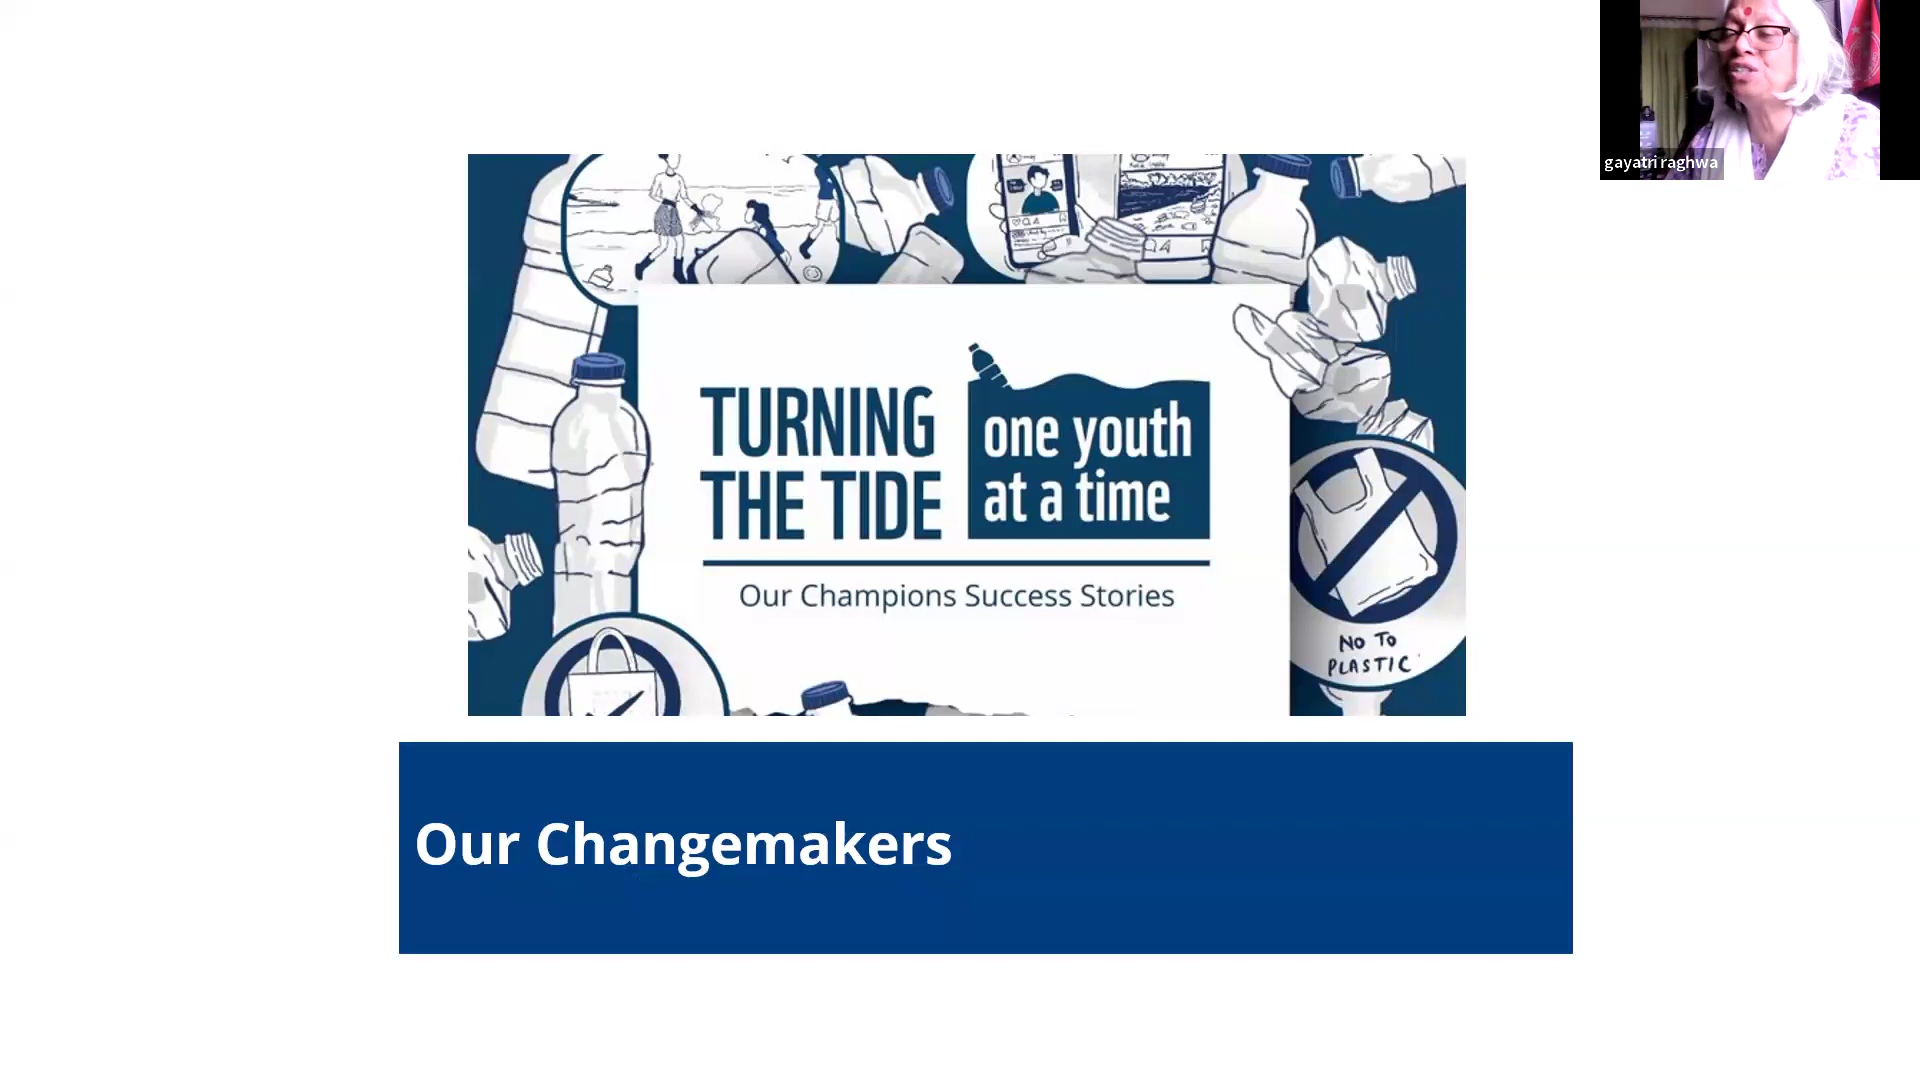 gayatri raghwa
TURNING
THE TIDE
one youth
at a time
Our Champions Success Stories
NO TO
PLASTIC
Our Changemakers